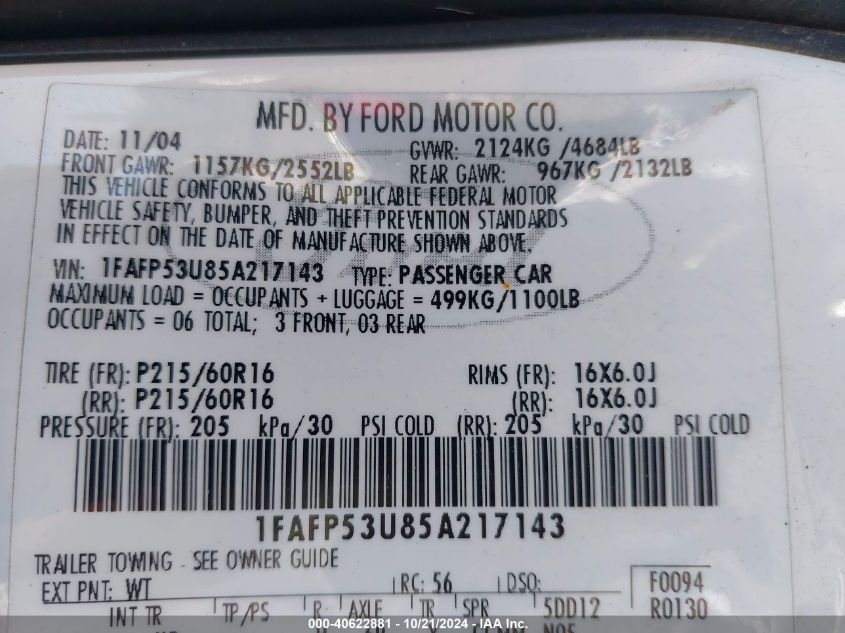 MFD. BY FORD MOTOR CO.
DATE: 11/04 GVWR: 2124KG /4684LB
FRONT GAWR: 1157KG/2552LB REAR GAWR: 967KG /2132LB
THIS VEHICLE CONFORMS TO ALL APPLICABLE FEDERAL MOTOR
VEHICLE SAFETY, BUMPER, AND THEFT PREVENTION STANDARDS
IN EFFECT ON THE DATE OF MANUFACTURE SHOWN ABOVE.
VIN: 1FAFP53U85A217143 TYPE: PASSENGER CAR
MAXIMUM LOAD = OCCUPANTS + LUGGAGE = 499KG/1100LB
OCCUPANTS = 06 TOTAL; 3 FRONT, 03 REAR
TIRE (FR): P215/60R16 RIMS (FR): 16X6.0J
(RR): P215/60R16 (RR): 16X6.0J
PRESSURE (FR): 205 kPa/30 PSI COLD (RR): 205 kPa/30 PSI COLD
1FAFP53U85A217143
TRAILER TOWING - SEE OWNER GUIDE
EXT PNT: WT RC: 56 DSO: F0094
INT TR TP/PS R AXLE TR SPR 5DD12 R0130
000-40622881 - 10/21/2024 - IAA Inc.